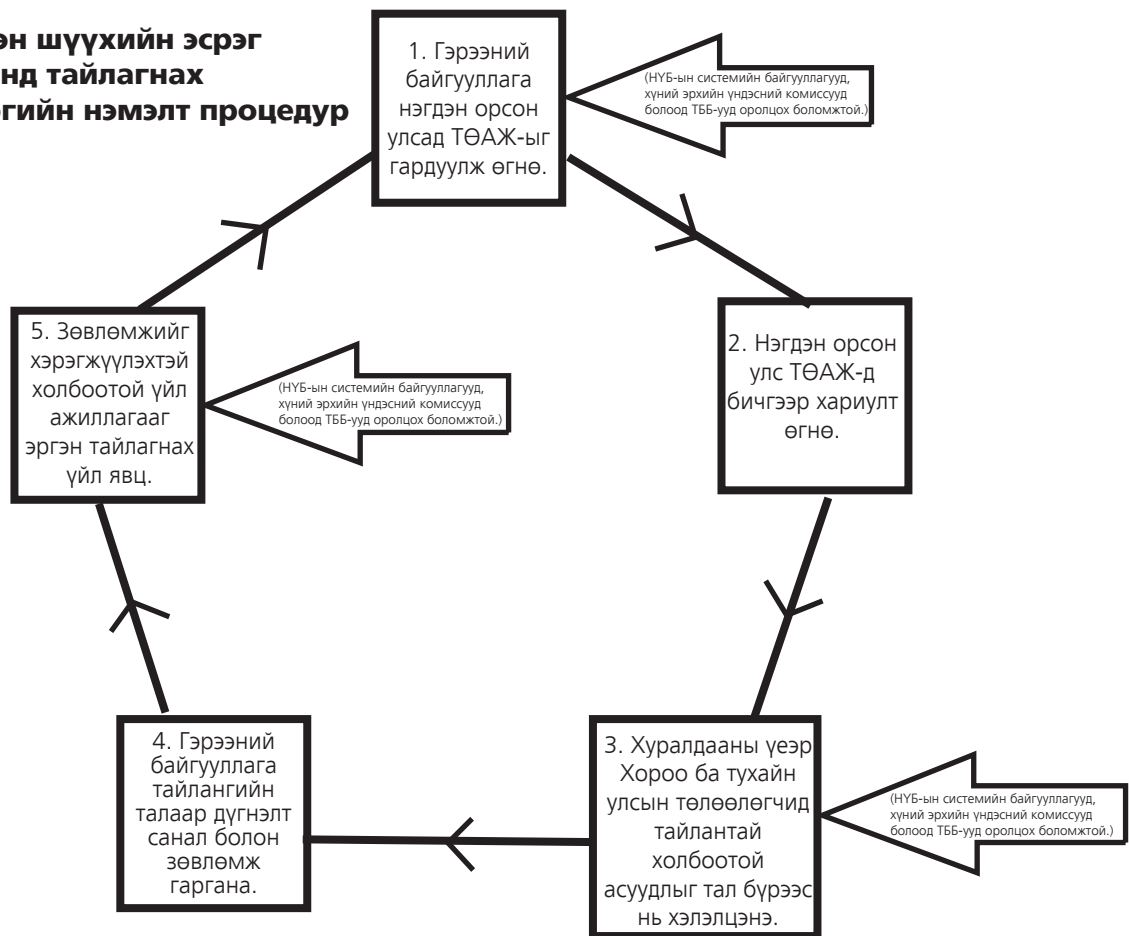 эн шүүхийн эсрэг
нд тайлагнах
гийн нэмэлт процедур
1. Гэрээний
байгууллага
нэгдэн орсон
улсад ТӨАЖ-ыг
гардуулж өгнө.
(НҮБ-ын системийн байгууллагууд,
хүний эрхийн үндэсний комиссууд
болоод ТББ-ууд оролцох боломжтой.)
2. Нэгдэн орсон
улс ТӨАЖ-д
бичгээр хариулт
өгнө.
3. Хуралдааны үеэр
Хороо ба тухайн
улсын төлөөлөгчид
тайлантай
холбоотой
асуудлыг тал бүрээс
нь хэлэлцэнэ.
(НҮБ-ын системийн байгууллагууд,
хүний эрхийн үндэсний комиссууд
болоод ТББ-ууд оролцох боломжтой.)
4. Гэрээний
байгууллага
тайлангийн
талаар дүгнэлт
санал болон
зөвлөмж
гаргана.
5. Зөвлөмжийг
хэрэгжүүлэхтэй
холбоотой үйл
ажиллагааг
эргэн тайлагнах
үйл явц.
(НҮБ-ын системийн байгууллагууд,
хүний эрхийн үндэсний комиссууд
болоод ТББ-ууд оролцох боломжтой.)